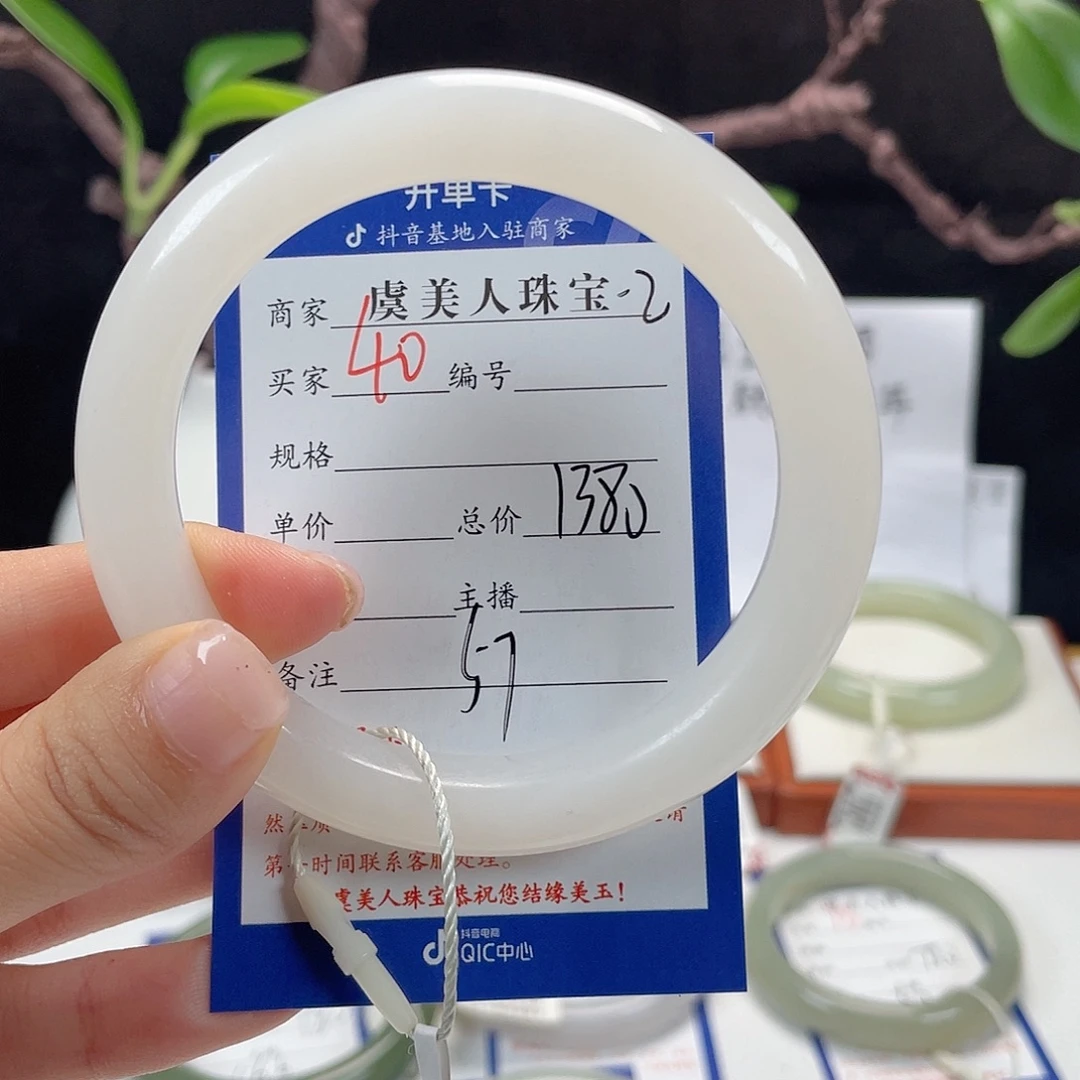 开单卡
抖音基地入驻商家
商家 虞美人珠宝-2
买家 40 编号
规格
单价 总价 1380
主播
备注 57
第一时间联系客服处理。
虞美人珠宝恭祝您结缘美玉!
抖音电商
QIC中心